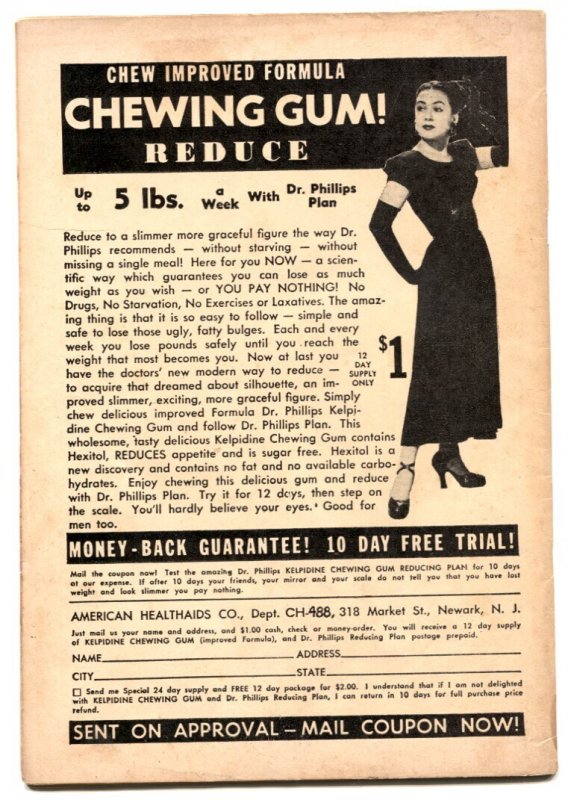 CHEW IMPROVED FORMULA
CHEWING GUM!
REDUCE
Up to 5 lbs. a Week With Dr. Phillips Plan
Reduce to a slimmer more graceful figure the way Dr.
Phillips recommends — without starving — without
missing a single meal! Here for you NOW — a scien-
tific way which guarantees you can lose as much
weight as you wish — or YOU PAY NOTHING! No
Drugs, No Starvation, No Exercises or Laxatives. The amaz-
ing thing is that it is so easy to follow — simple and
safe to lose those ugly, fatty bulges. Each and every
week you lose pounds safely until you reach the
weight that most becomes you. Now at last you
have the doctors' new modern way to reduce —
to acquire that dreamed about silhouette, an im-
proved slimmer, exciting, more graceful figure. Simply
chew delicious improved Formula Dr. Phillips Kelpi-
dine Chewing Gum and follow Dr. Phillips Plan. This
wholesome, tasty delicious Kelpidine Chewing Gum contains
Hexitol, REDUCES appetite and is sugar free. Hexitol is a
new discovery and contains no fat and no available carbo-
hydrates. Enjoy chewing this delicious gum and reduce
with Dr. Phillips Plan. Try it for 12 days, then step on
the scale. You'll hardly believe your eyes. Good for
men too.
12
DAY
SUPPLY
ONLY
$1
MONEY-BACK GUARANTEE! 10 DAY FREE TRIAL!
Mail the coupon now! Test the amazing Dr. Phillips KELPIDINE CHEWING GUM REDUCING PLAN for 10 days
at our expense. If after 10 days your friends, your mirror and your scale do not tell you that you have lost
weight and look slimmer you pay nothing.
AMERICAN HEALTHAIDS CO., Dept. CH-488, 318 Market St., Newark, N. J.
Just mail us your name and address, and $1.00 cash, check or money-order. You will receive a 12 day supply
of KELPIDINE CHEWING GUM (improved Formula), and Dr. Phillips Reducing Plan postage prepaid.
NAME ADDRESS
CITY STATE
Send me Special 24 day supply and FREE 12 day package for $2.00. I understand that if I am not delighted
with KELPIDINE CHEWING GUM and Dr. Phillips Reducing Plan, I can return in 10 days for full purchase price
refund.
SENT ON APPROVAL — MAIL COUPON NOW!